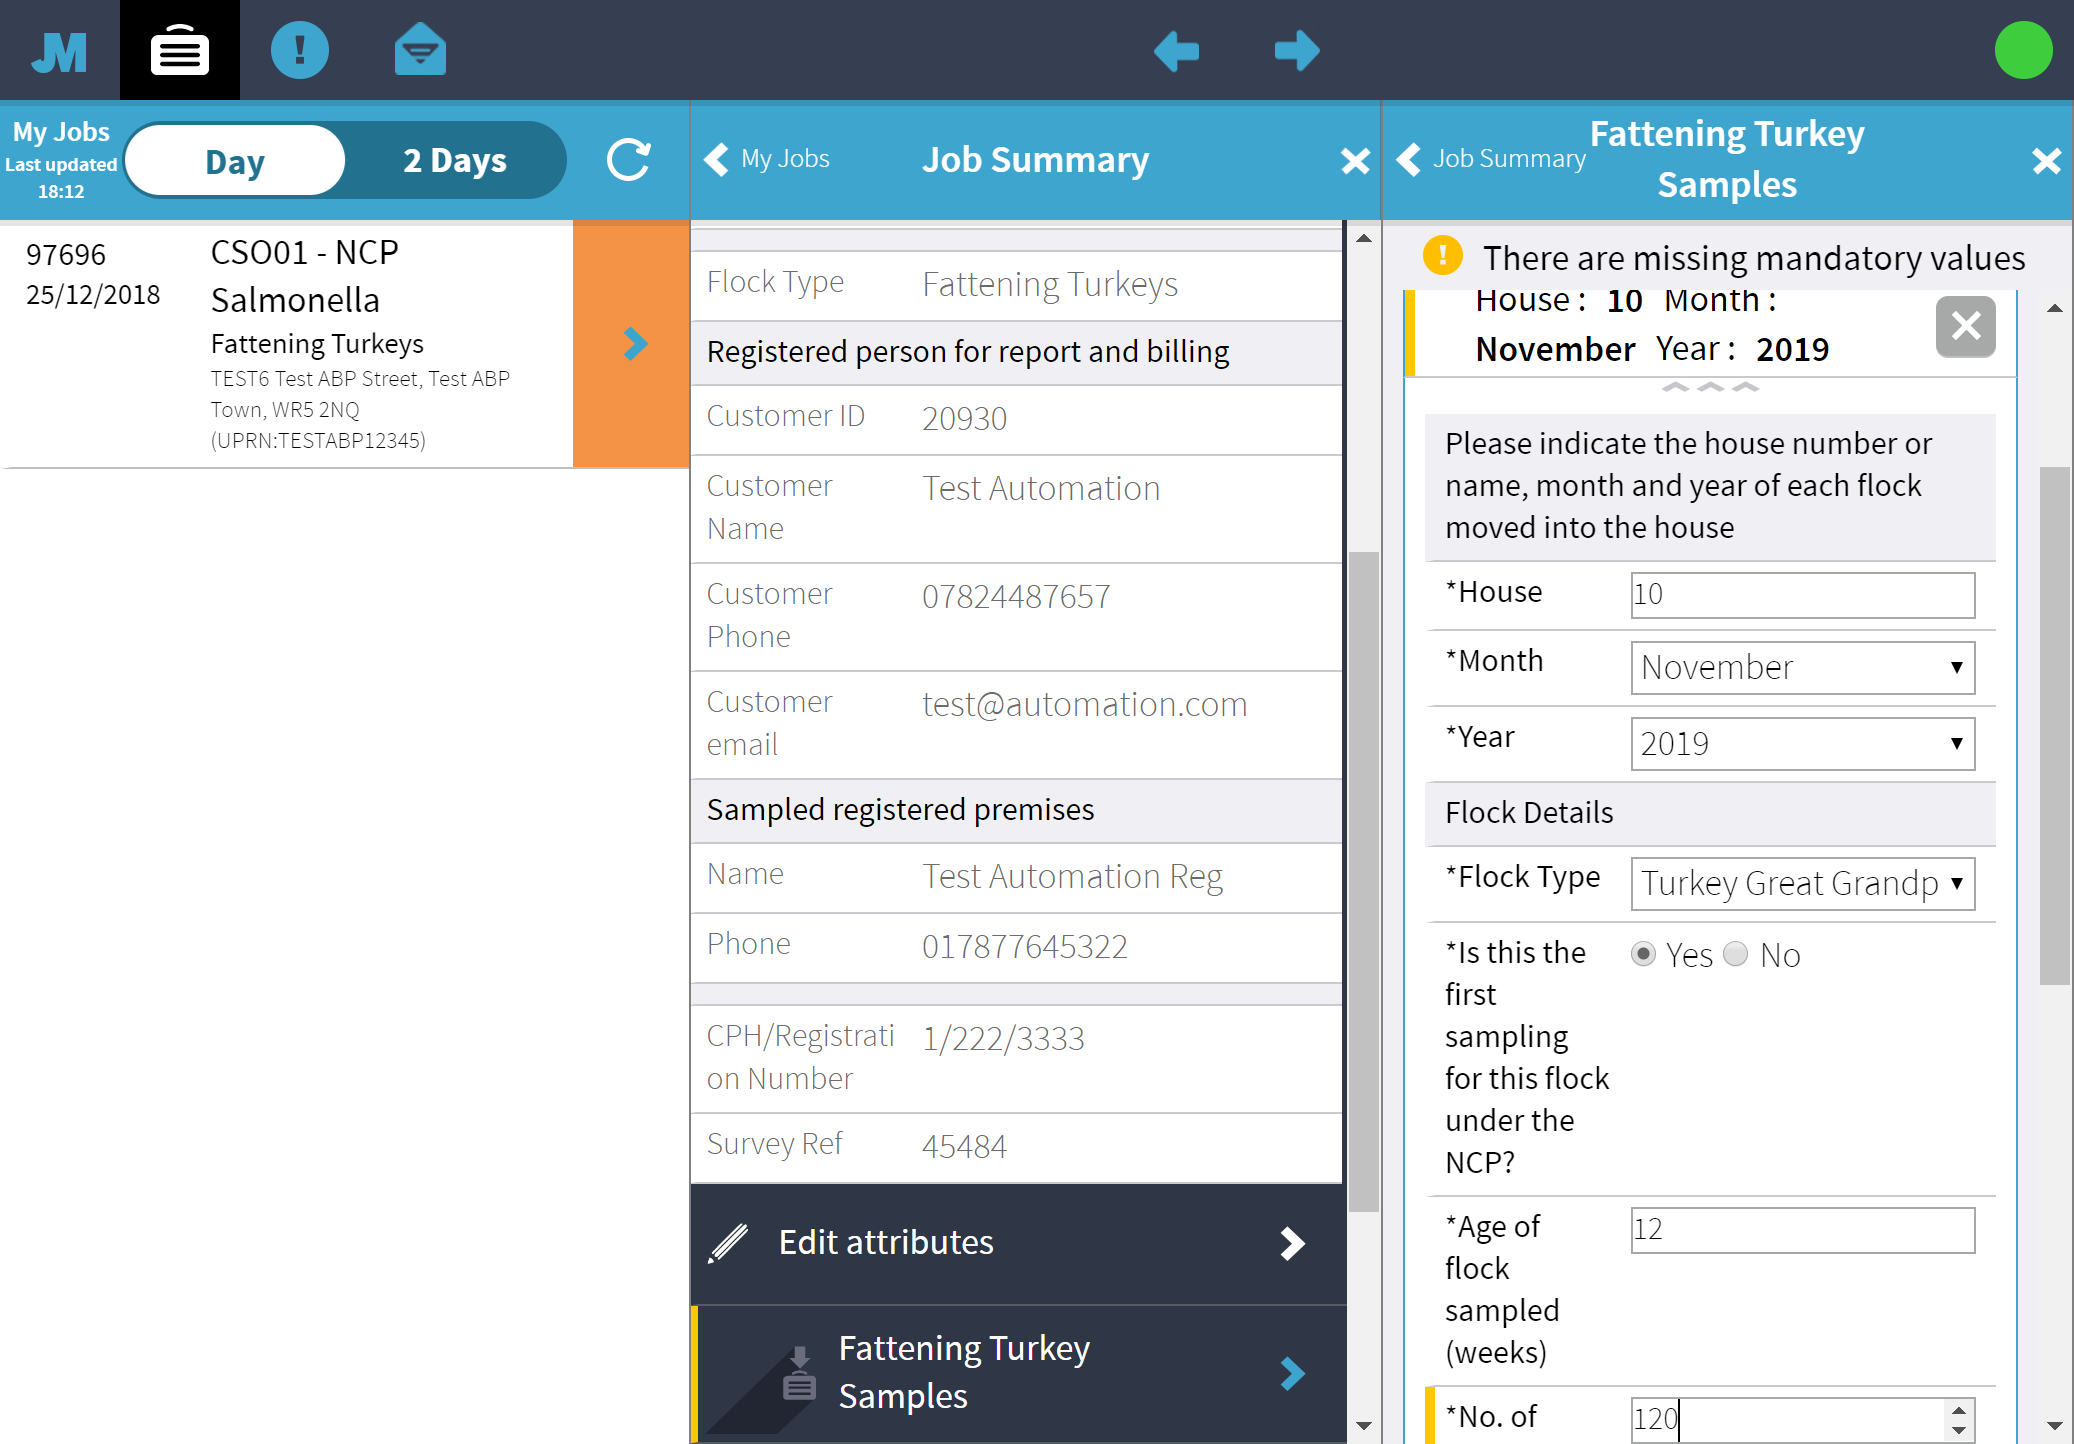 JM
My Jobs
Last updated
18:12
Day
2 Days
My Jobs
Job Summary
Job Summary
Fattening Turkey
Samples
97696
25/12/2018
CSO01 - NCP
Salmonella
Fattening Turkeys
TEST6 Test ABP Street, Test ABP
Town, WR5 2NQ
(UPRN:TESTABP12345)
Flock Type
Fattening Turkeys
Registered person for report and billing
Customer ID
20930
Customer
Name
Test Automation
Customer
Phone
07824487657
Customer
email
test@automation.com
Sampled registered premises
Name
Test Automation Reg
Phone
017877645322
CPH/Registrati
on Number
1/222/3333
Survey Ref
45484
Edit attributes
Fattening Turkey
Samples
There are missing mandatory values
House : 10 Month :
November Year : 2019
Please indicate the house number or
name, month and year of each flock
moved into the house
*House
10
*Month
November
*Year
2019
Flock Details
*Flock Type
Turkey Great Grandp
*Is this the
first
sampling
for this flock
under the
NCP?
Yes No
*Age of
flock
sampled
(weeks)
12
*No. of
120